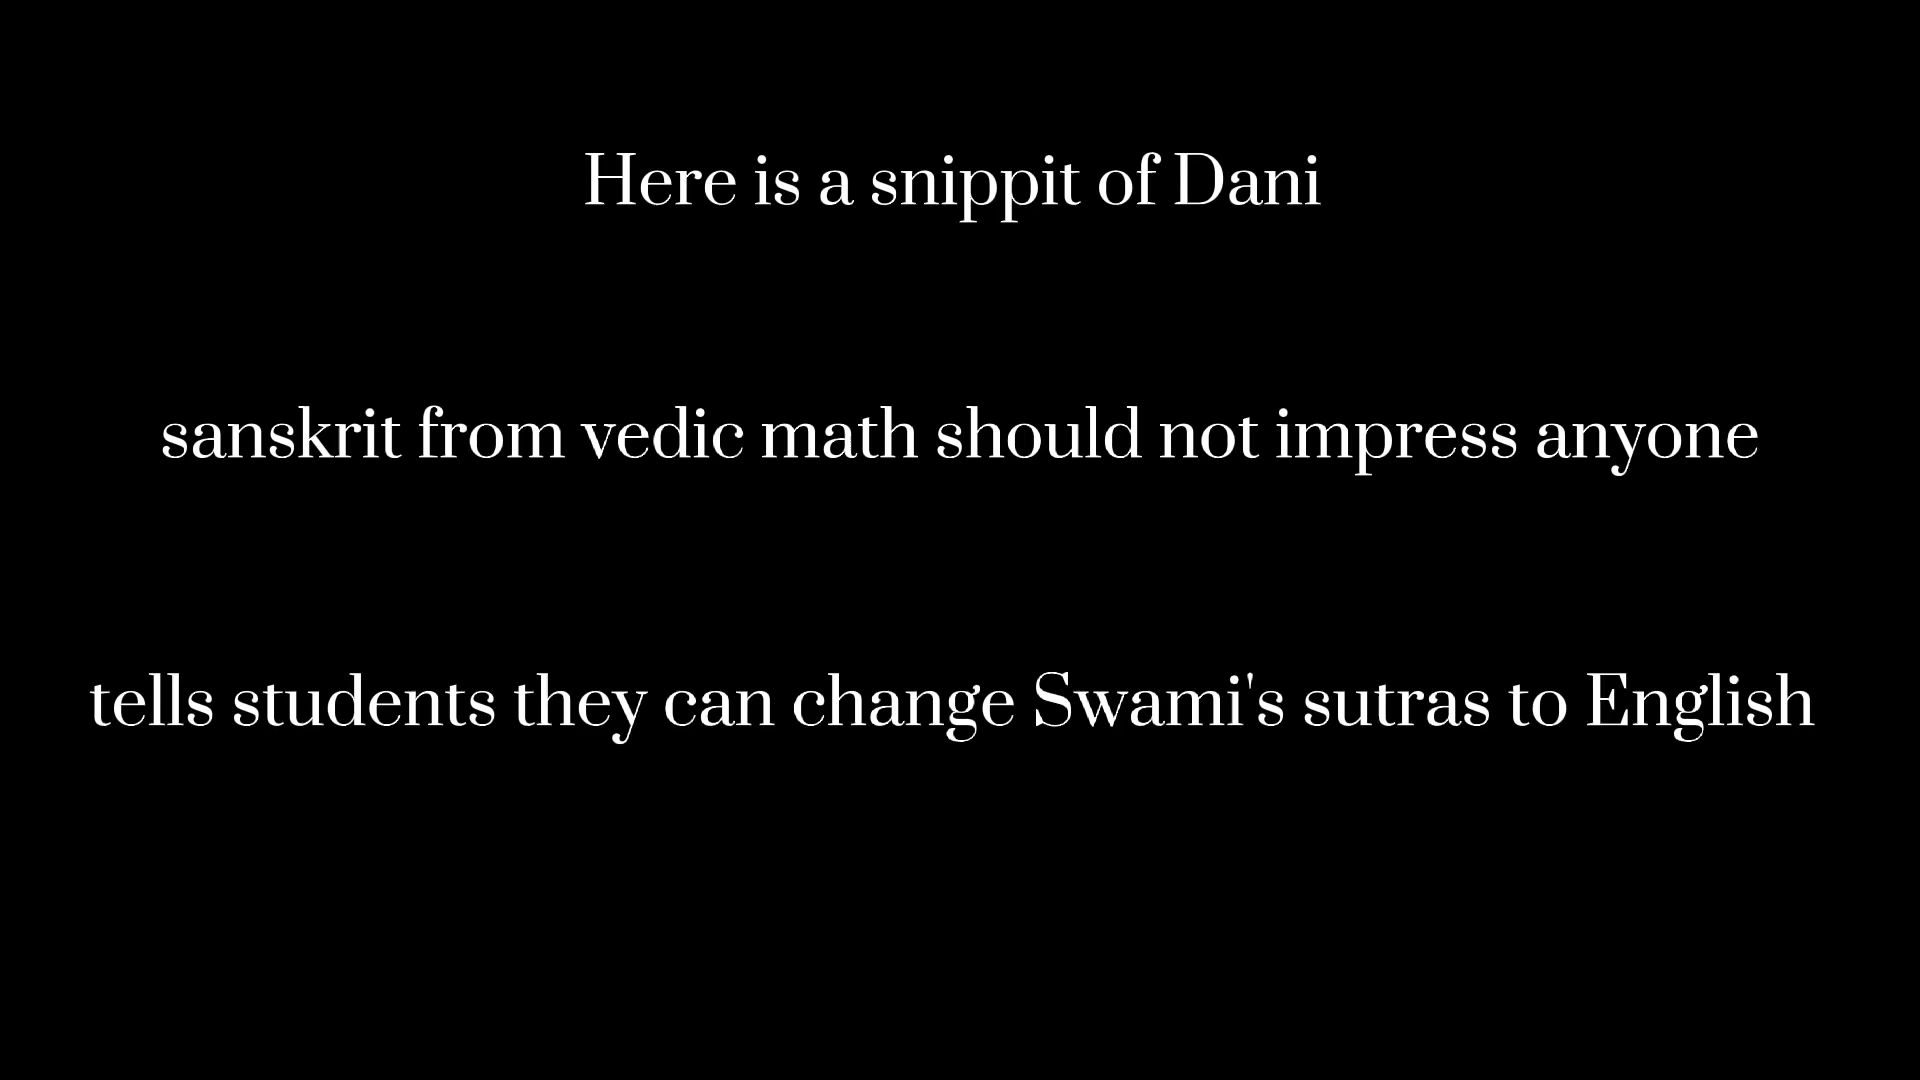 Here is a snippit of Dani
sanskrit from vedic math should not impress anyone
tells students they can change Swami's sutras to English